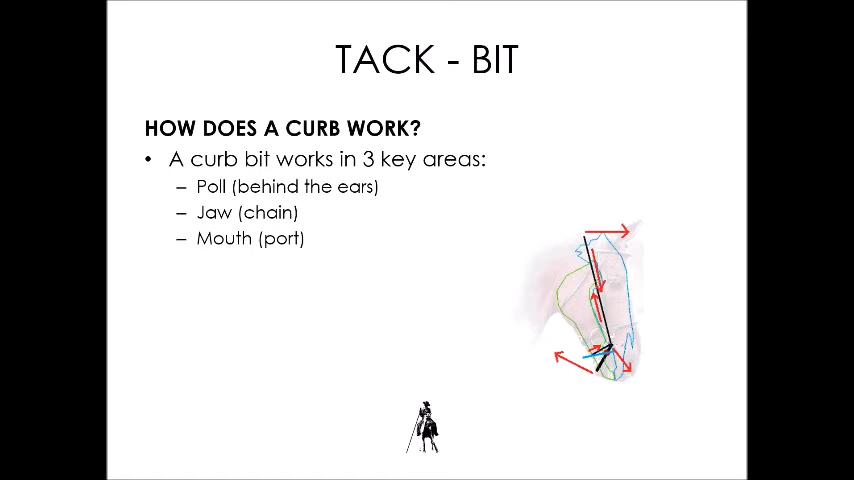 TACK - BIT
HOW DOES A CURB WORK?
• A curb bit works in 3 key areas:
– Poll (behind the ears)
– Jaw (chain)
– Mouth (port)